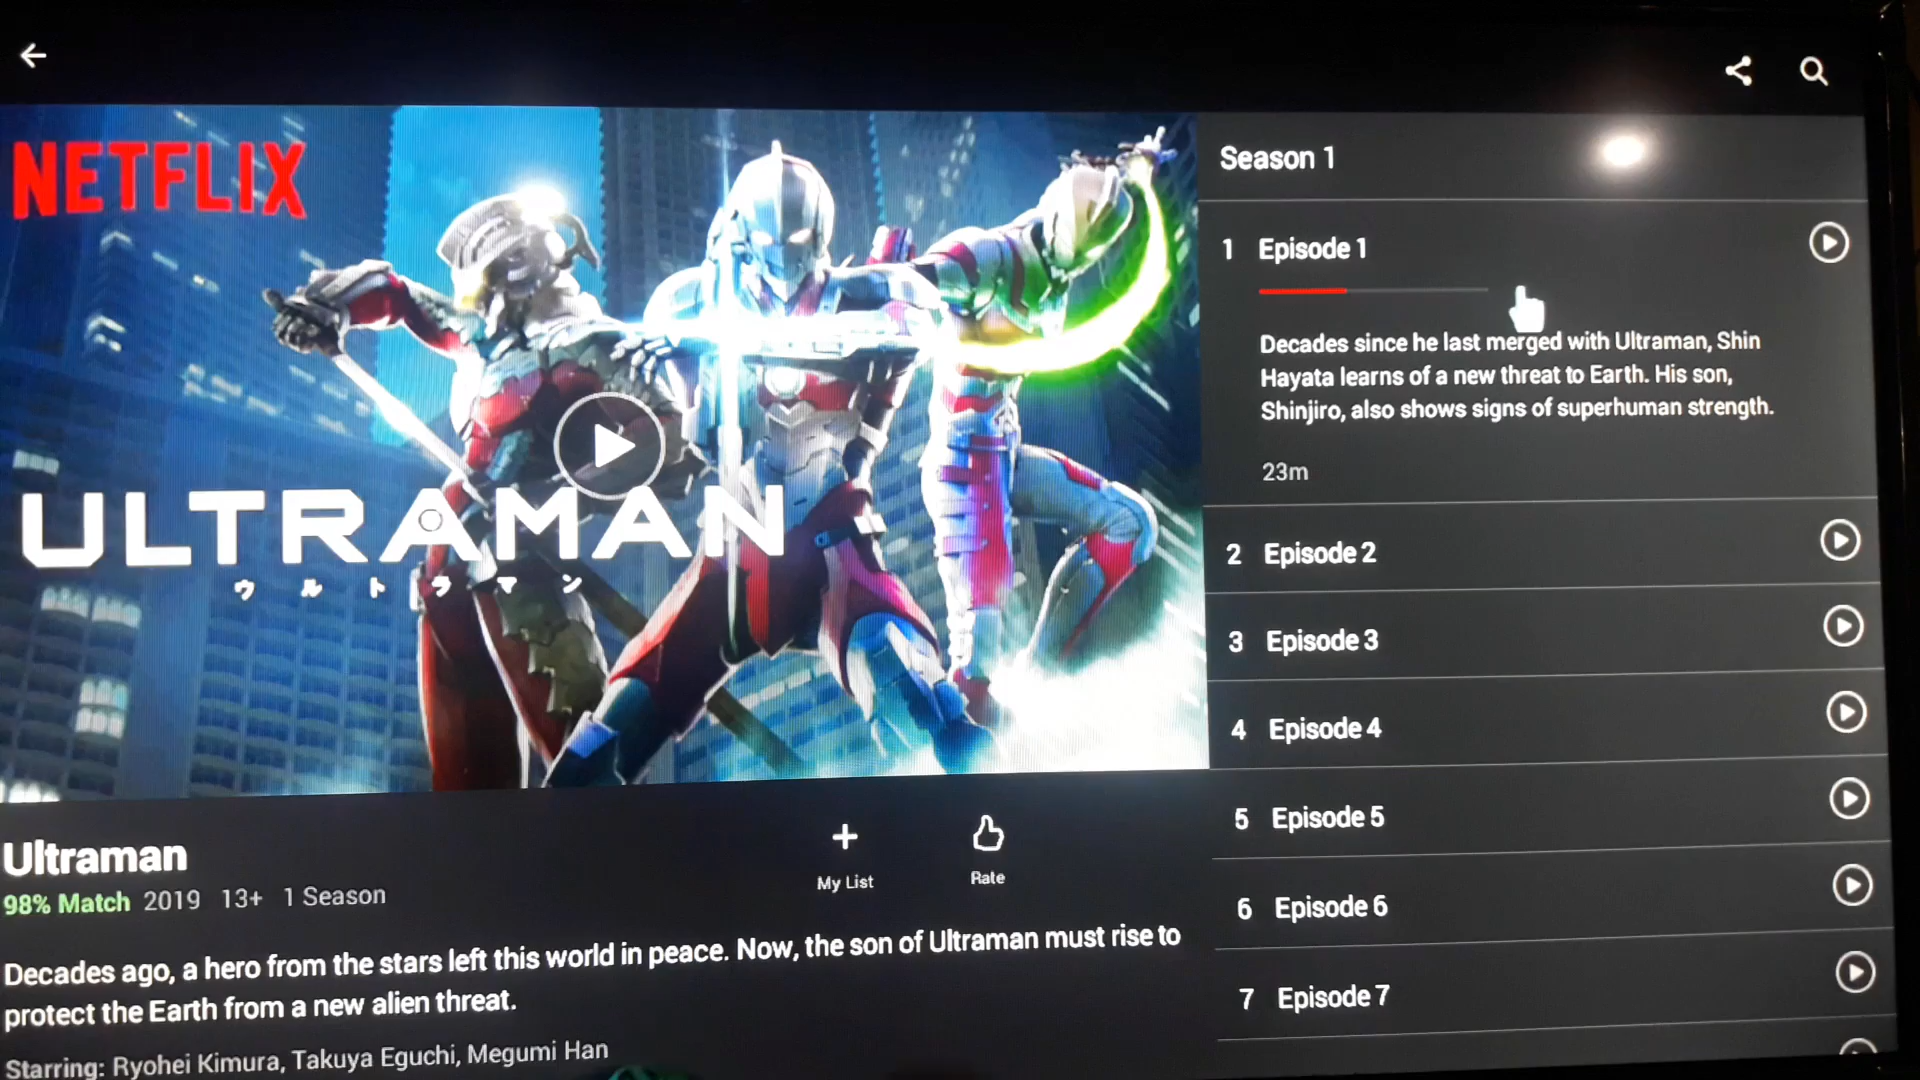 NETFLIX
ULTRAMAN
ウルトラマン
Ultraman
98% Match 2019 13+ 1 Season
My List
Rate
Decades ago, a hero from the stars left this world in peace. Now, the son of Ultraman must rise to
protect the Earth from a new alien threat.
Starring: Ryohei Kimura, Takuya Eguchi, Megumi Han
Season 1
1 Episode 1
Decades since he last merged with Ultraman, Shin
Hayata learns of a new threat to Earth. His son,
Shinjiro, also shows signs of superhuman strength.
23m
2 Episode 2
3 Episode 3
4 Episode 4
5 Episode 5
6 Episode 6
7 Episode 7